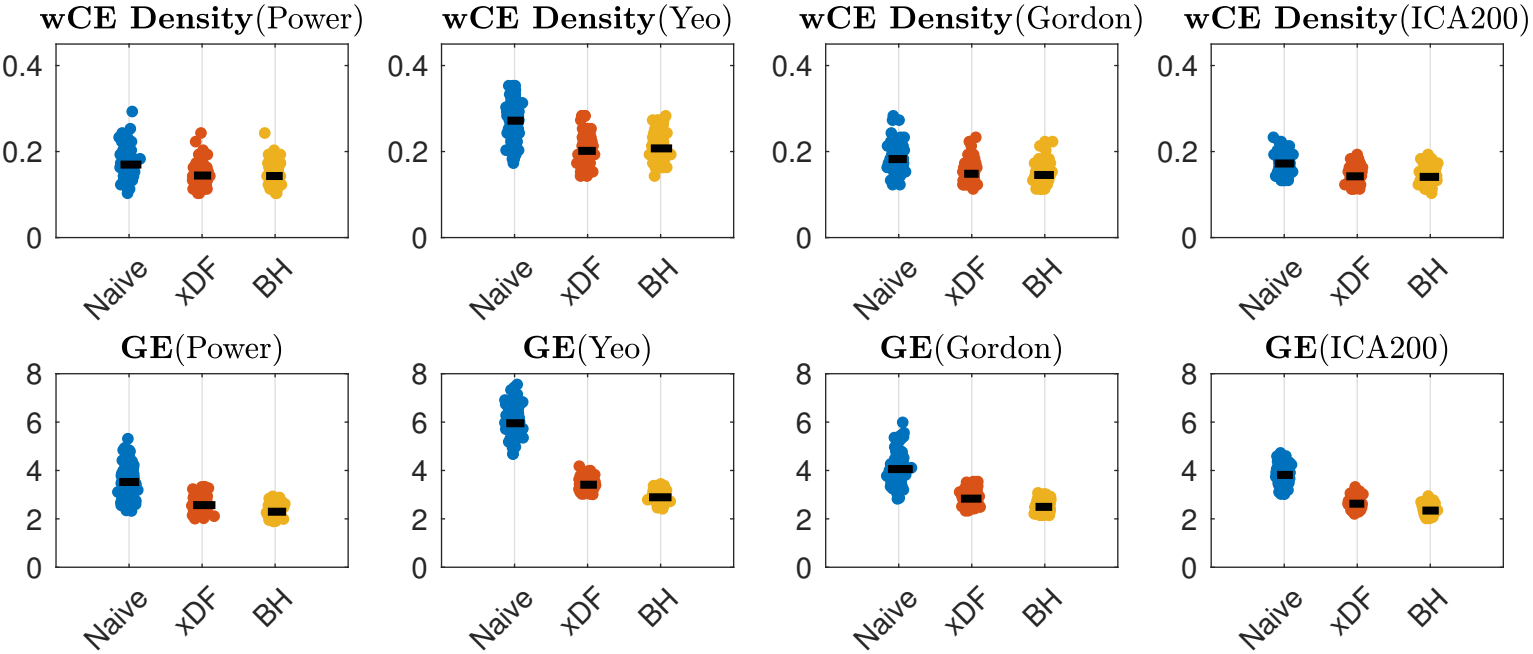 wCE Density(Power)
0.4
0.2
0
Naive
xDF
BH
wCE Density(Yeo)
0.4
0.2
0
Naive
xDF
BH
wCE Density(Gordon)
0.4
0.2
0
Naive
xDF
BH
wCE Density(ICA200)
0.4
0.2
0
Naive
xDF
BH
GE(Power)
8
6
4
2
0
Naive
xDF
BH
GE(Yeo)
8
6
4
2
0
Naive
xDF
BH
GE(Gordon)
8
6
4
2
0
Naive
xDF
BH
GE(ICA200)
8
6
4
2
0
Naive
xDF
BH